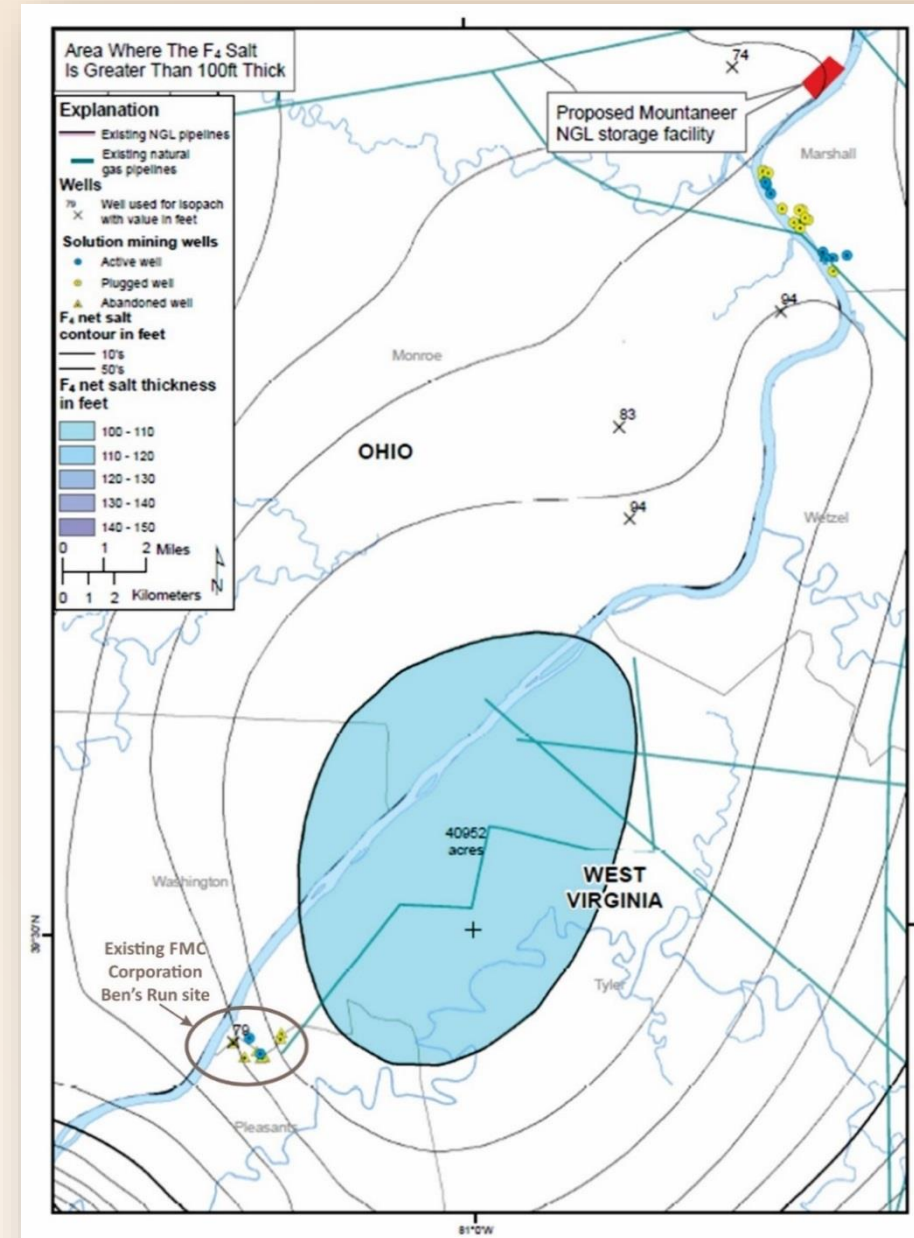 Area Where The F₄ Salt
Is Greater Than 100ft Thick
Explanation
Existing NGL pipelines
Existing natural
gas pipelines
Wells
79
Well used for isopach
with value in feet
Solution mining wells
Active well
Plugged well
Abandoned well
F₄ net salt
contour in feet
10's
50's
F₄ net salt thickness
in feet
100 - 110
110 - 120
120 - 130
130 - 140
140 - 150
0 1 2 Miles
0 1 2 Kilometers
N
74
Proposed Mountaneer
NGL storage facility
Marshall
94
Monroe
83
OHIO
94
Wetzel
40952
acres
WEST
VIRGINIA
Washington
39°30'N
Existing FMC
Corporation
Ben's Run site
Tyler
79
Pleasants
81°0'W